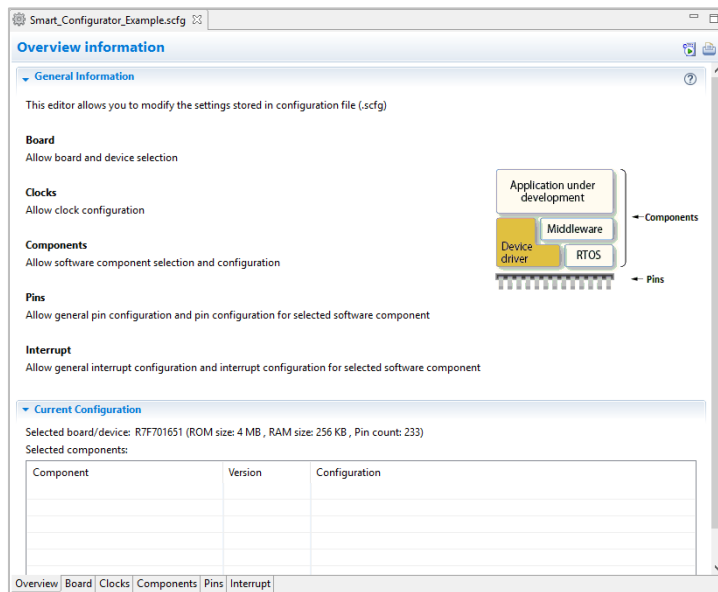 Smart_Configurator_Example.scfg
Overview information
General Information
This editor allows you to modify the settings stored in configuration file (.scfg)
Board
Allow board and device selection
Clocks
Allow clock configuration
Components
Allow software component selection and configuration
Pins
Allow general pin configuration and pin configuration for selected software component
Interrupt
Allow general interrupt configuration and interrupt configuration for selected software component
Application under
development
Middleware
Device
driver
RTOS
Components
Pins
Current Configuration
Selected board/device: R7F701651 (ROM size: 4 MB , RAM size: 256 KB , Pin count: 233)
Selected components:
Component Version Configuration
Overview Board Clocks Components Pins Interrupt